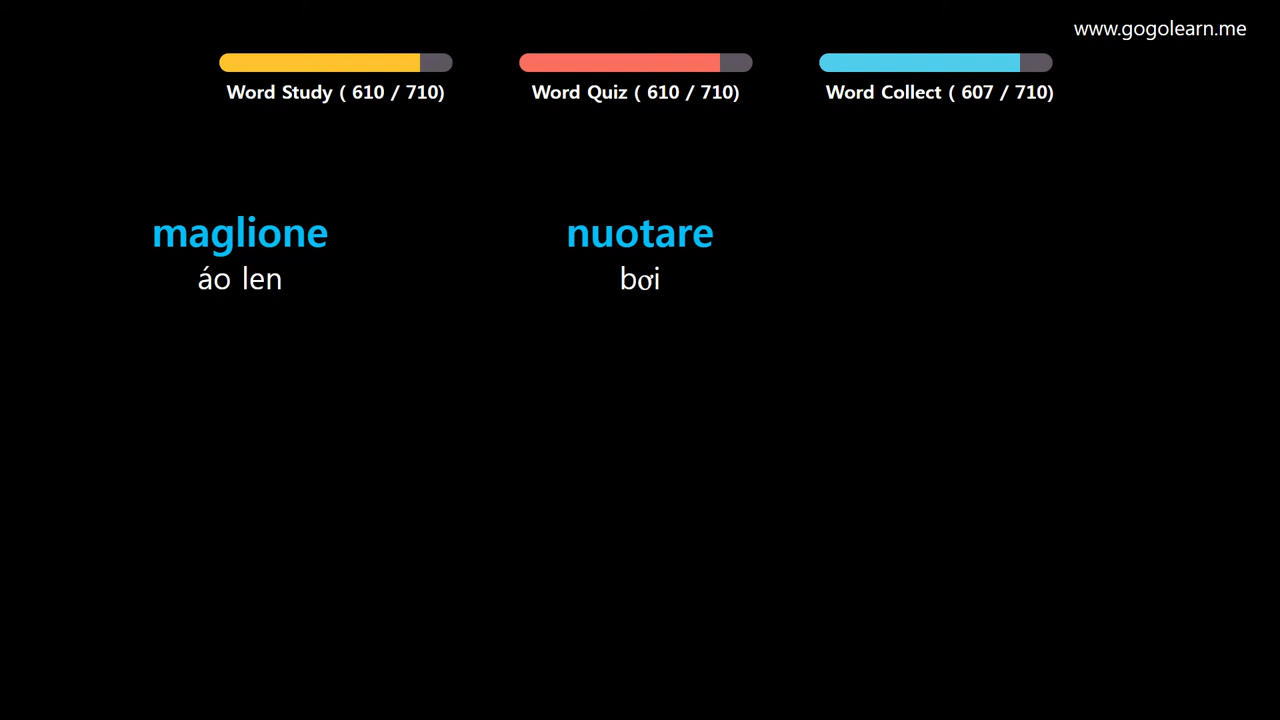 www.gogolearn.me
Word Study ( 610 / 710)
Word Quiz ( 610 / 710)
Word Collect ( 607 / 710)
maglione
áo len
nuotare
bơi